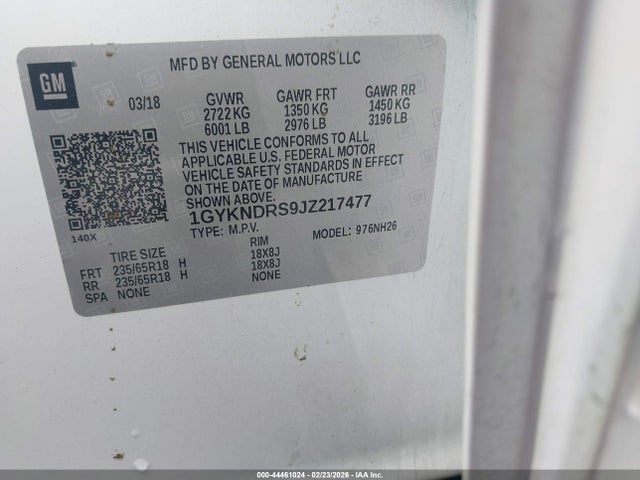 GM
MFD BY GENERAL MOTORS LLC
03/18 GVWR GAWR FRT GAWR RR
2722 KG 1350 KG 1450 KG
6001 LB 2976 LB 3196 LB
THIS VEHICLE CONFORMS TO ALL
APPLICABLE U.S. FEDERAL MOTOR
VEHICLE SAFETY STANDARDS IN EFFECT
ON THE DATE OF MANUFACTURE
SHOWN ABOVE.
1GYKNDRS9JZ217477
TYPE: M.P.V. MODEL: 976NH26
140X
TIRE SIZE RIM
FRT 235/65R18 H 18X8J
RR 235/65R18 H 18X8J
SPA NONE NONE
000-44461024 - 02/23/2026 - IAAI.COM